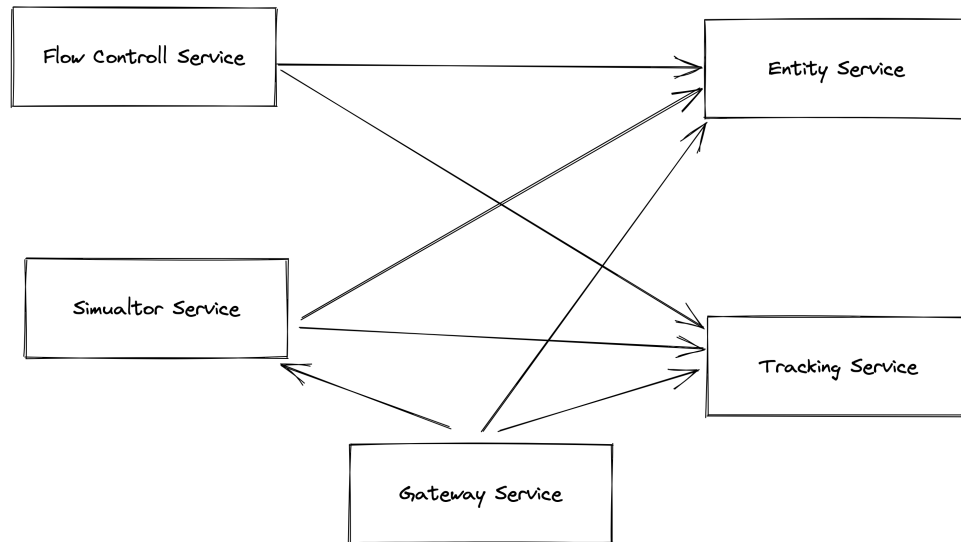 Flow Controll Service
Entity Service
Simualtor Service
Tracking Service
Gateway Service